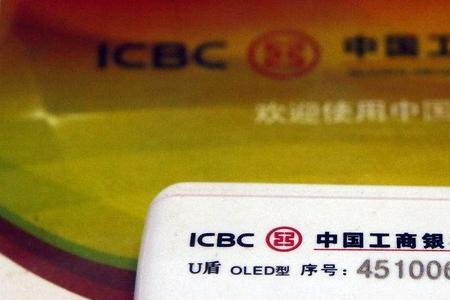 ICBC 中国工
欢迎使用中国
ICBC 中国工商银
U盾 OLED型 序号：451006